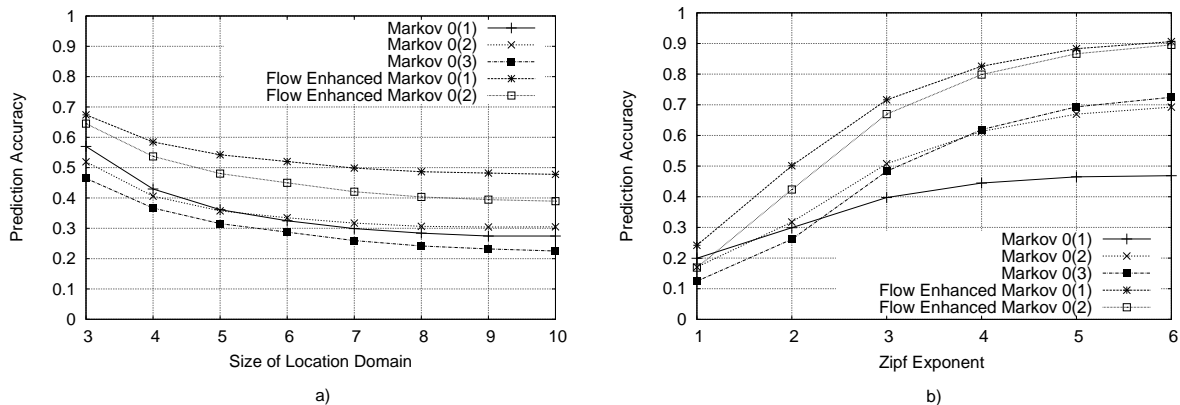 1
0.9
0.8
0.7
0.6
0.5
0.4
0.3
0.2
0.1
0
Prediction Accuracy
Markov 0(1)
Markov 0(2)
Markov 0(3)
Flow Enhanced Markov 0(1)
Flow Enhanced Markov 0(2)
3 4 5 6 7 8 9 10
Size of Location Domain
a)
1
0.9
0.8
0.7
0.6
0.5
0.4
0.3
0.2
0.1
0
Prediction Accuracy
Markov 0(1)
Markov 0(2)
Markov 0(3)
Flow Enhanced Markov 0(1)
Flow Enhanced Markov 0(2)
1 2 3 4 5 6
Zipf Exponent
b)